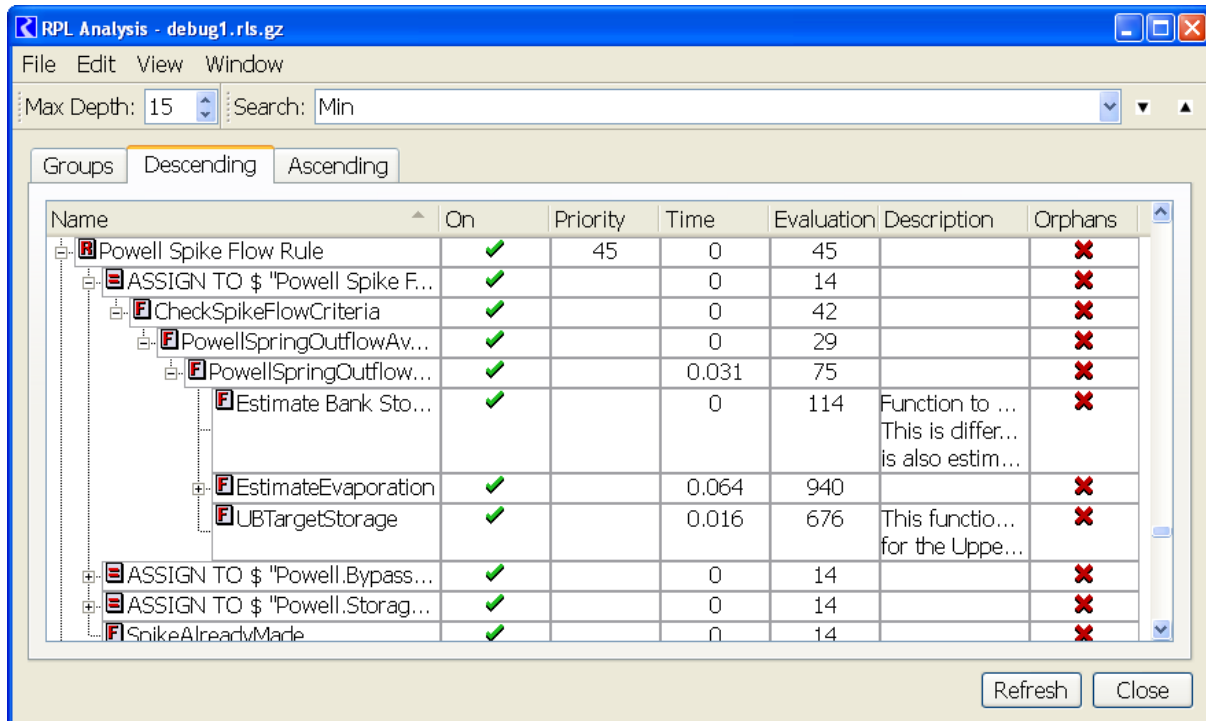 RPL Analysis - debug1.rls.gz
File Edit View Window
Max Depth: 15 Search: Min
Groups Descending Ascending
Name On Priority Time Evaluation Description Orphans
R Powell Spike Flow Rule 45 0 45
ASSIGN TO $ "Powell Spike F... 0 14
F CheckSpikeFlowCriteria 0 42
F PowellSpringOutflowAv... 0 29
F PowellSpringOutflow... 0.031 75
F Estimate Bank Sto... 0 114 Function to ...
This is differ...
is also estim...
F EstimateEvaporation 0.064 940
F UBTargetStorage 0.016 676 This functio...
for the Uppe...
ASSIGN TO $ "Powell.Bypass... 0 14
ASSIGN TO $ "Powell.Storag... 0 14
F SpikeAlreadyMade 0 14
Refresh Close